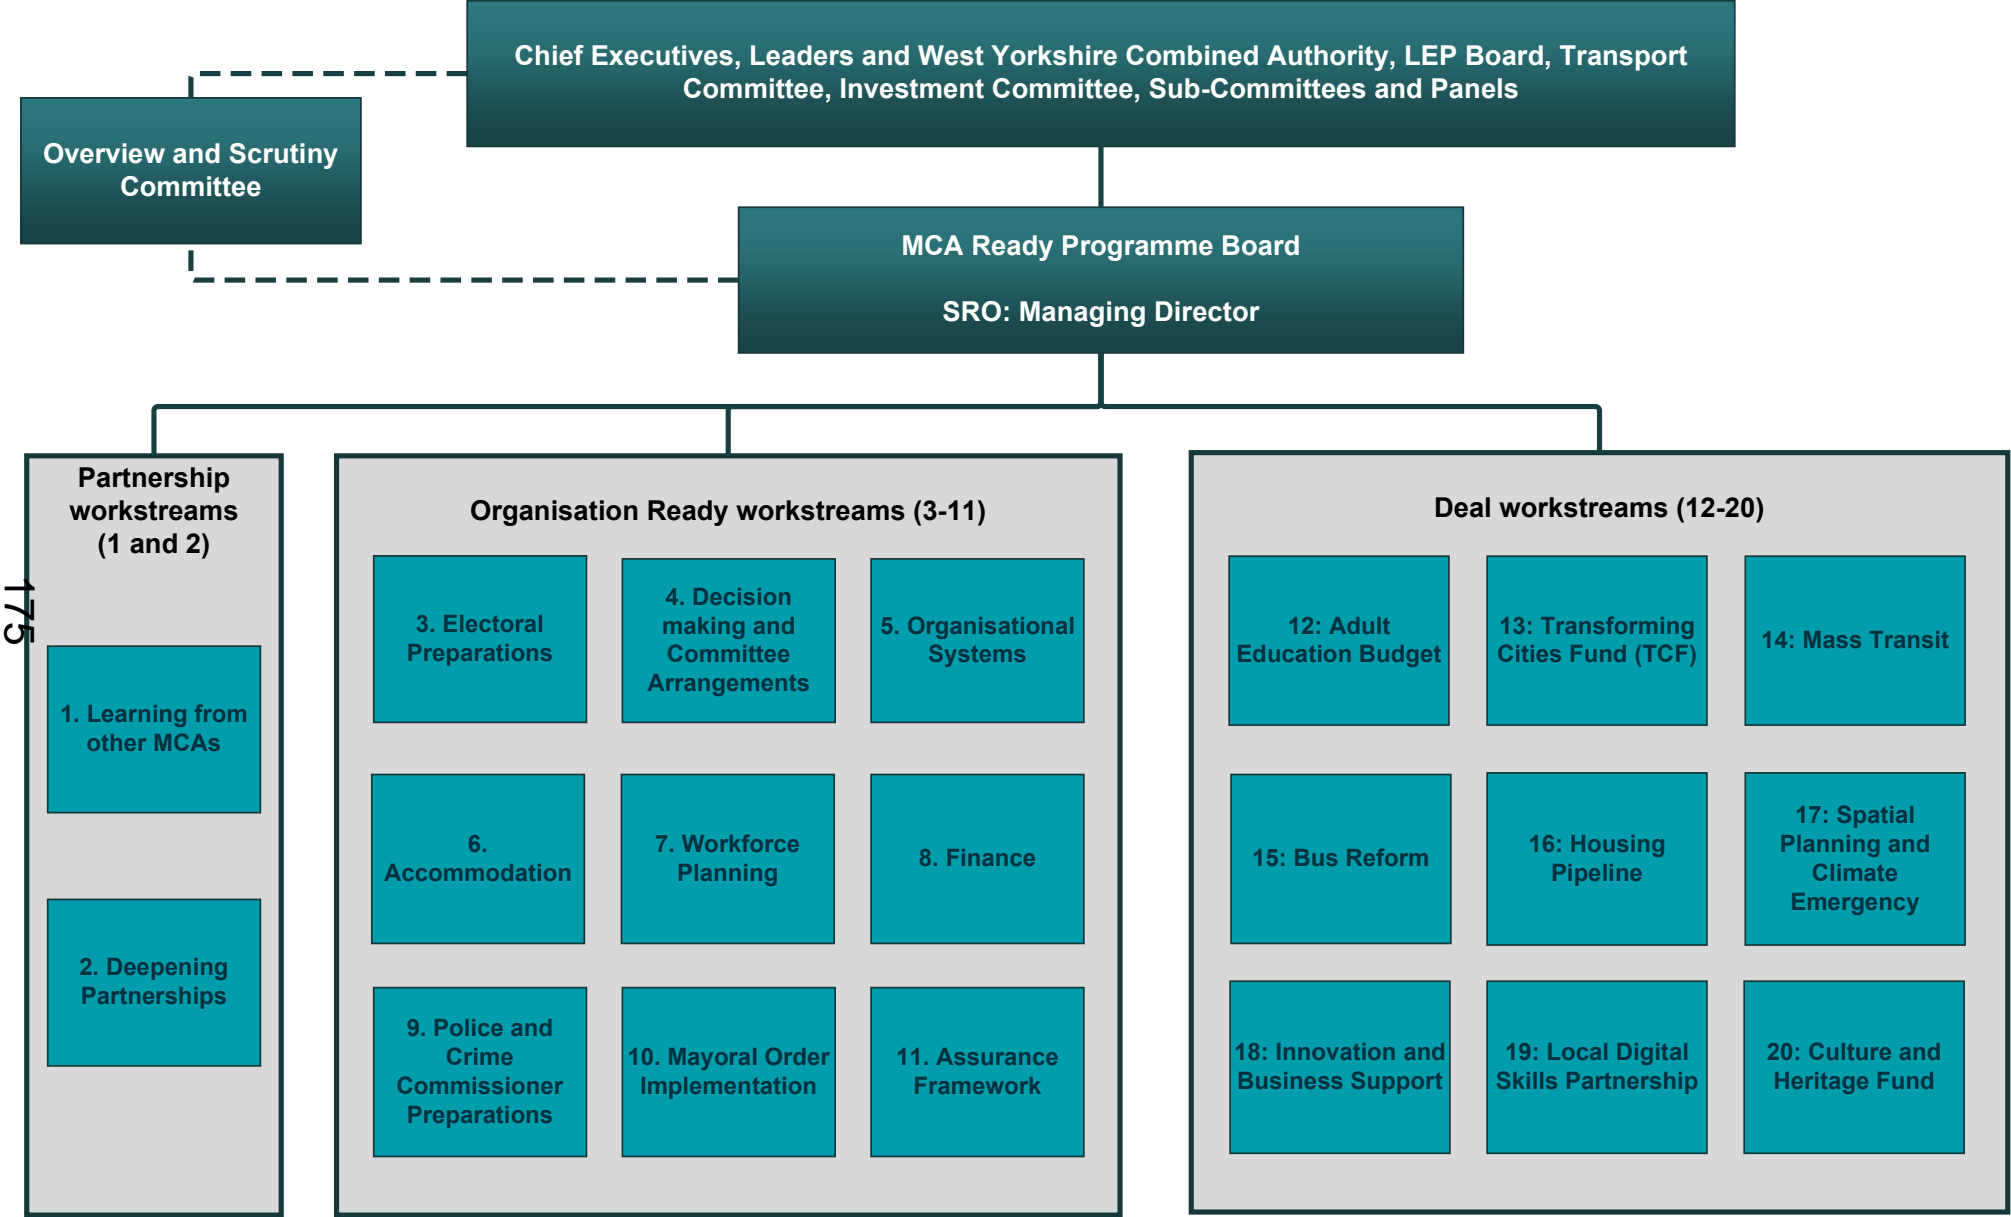 Chief Executives, Leaders and West Yorkshire Combined Authority, LEP Board, Transport
Committee, Investment Committee, Sub-Committees and Panels
Overview and Scrutiny
Committee
MCA Ready Programme Board
SRO: Managing Director
Partnership
workstreams
(1 and 2)
1. Learning from
other MCAs
2. Deepening
Partnerships
Organisation Ready workstreams (3-11)
3. Electoral
Preparations
4. Decision
making and
Committee
Arrangements
5. Organisational
Systems
6.
Accommodation
7. Workforce
Planning
8. Finance
9. Police and
Crime
Commissioner
Preparations
10. Mayoral Order
Implementation
11. Assurance
Framework
Deal workstreams (12-20)
12: Adult
Education Budget
13: Transforming
Cities Fund (TCF)
14: Mass Transit
15: Bus Reform
16: Housing
Pipeline
17: Spatial
Planning and
Climate
Emergency
18: Innovation and
Business Support
19: Local Digital
Skills Partnership
20: Culture and
Heritage Fund
175